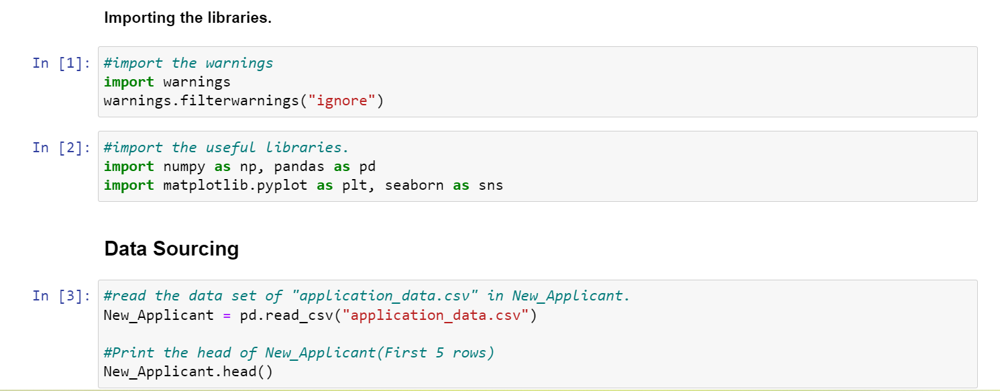 Importing the libraries.
In [1]: #import the warnings
import warnings
warnings.filterwarnings("ignore")
In [2]: #import the useful libraries.
import numpy as np, pandas as pd
import matplotlib.pyplot as plt, seaborn as sns
Data Sourcing
In [3]: #read the data set of "application_data.csv" in New_Applicant.
New_Applicant = pd.read_csv("application_data.csv")
#Print the head of New_Applicant(First 5 rows)
New_Applicant.head()